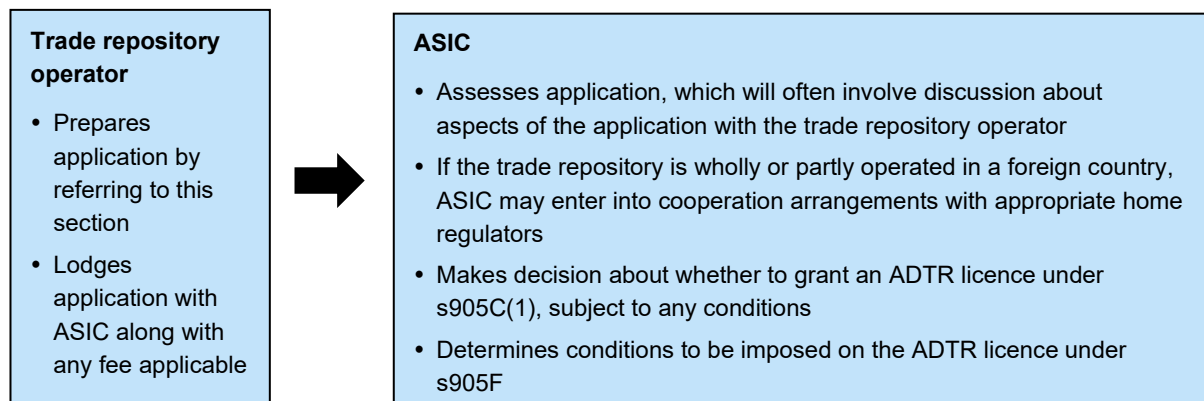 Trade repository
operator
• Prepares
application by
referring to this
section
• Lodges
application with
ASIC along with
any fee applicable
ASIC
• Assesses application, which will often involve discussion about
aspects of the application with the trade repository operator
• If the trade repository is wholly or partly operated in a foreign country,
ASIC may enter into cooperation arrangements with appropriate home
regulators
• Makes decision about whether to grant an ADTR licence under
s905C(1), subject to any conditions
• Determines conditions to be imposed on the ADTR licence under
s905F